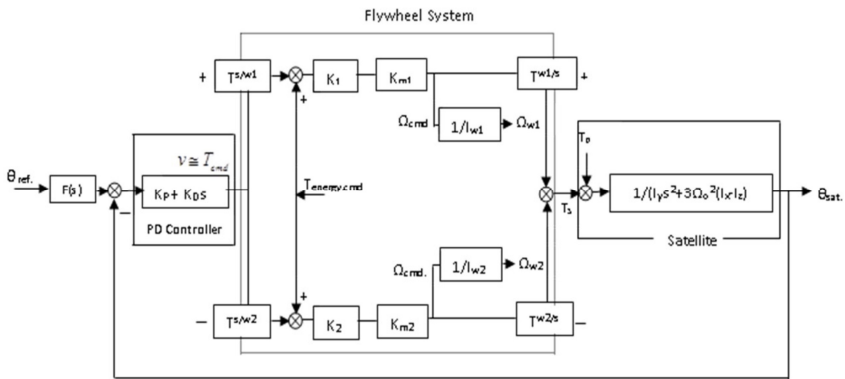 Flywheel System
+ T^s/w1 + K1 Km1 T^w1/s +
Ωcmd 1/Iw1 Ωw1
v ≅ Tcmd
θref. F(s) − KP+ KDS
PD Controller
Tenergy.cmd
Ts
1/(Iys²+3Ωo²(Ix-Iz) θsat.
Satellite
Ωcmd. 1/Iw2 Ωw2
− T^s/w2 + K2 Km2 T^w2/s −